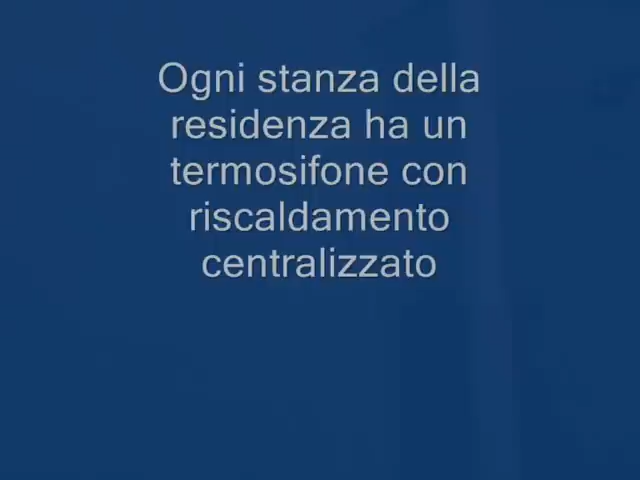 Ogni stanza della
residenza ha un
termosifone con
riscaldamento
centralizzato